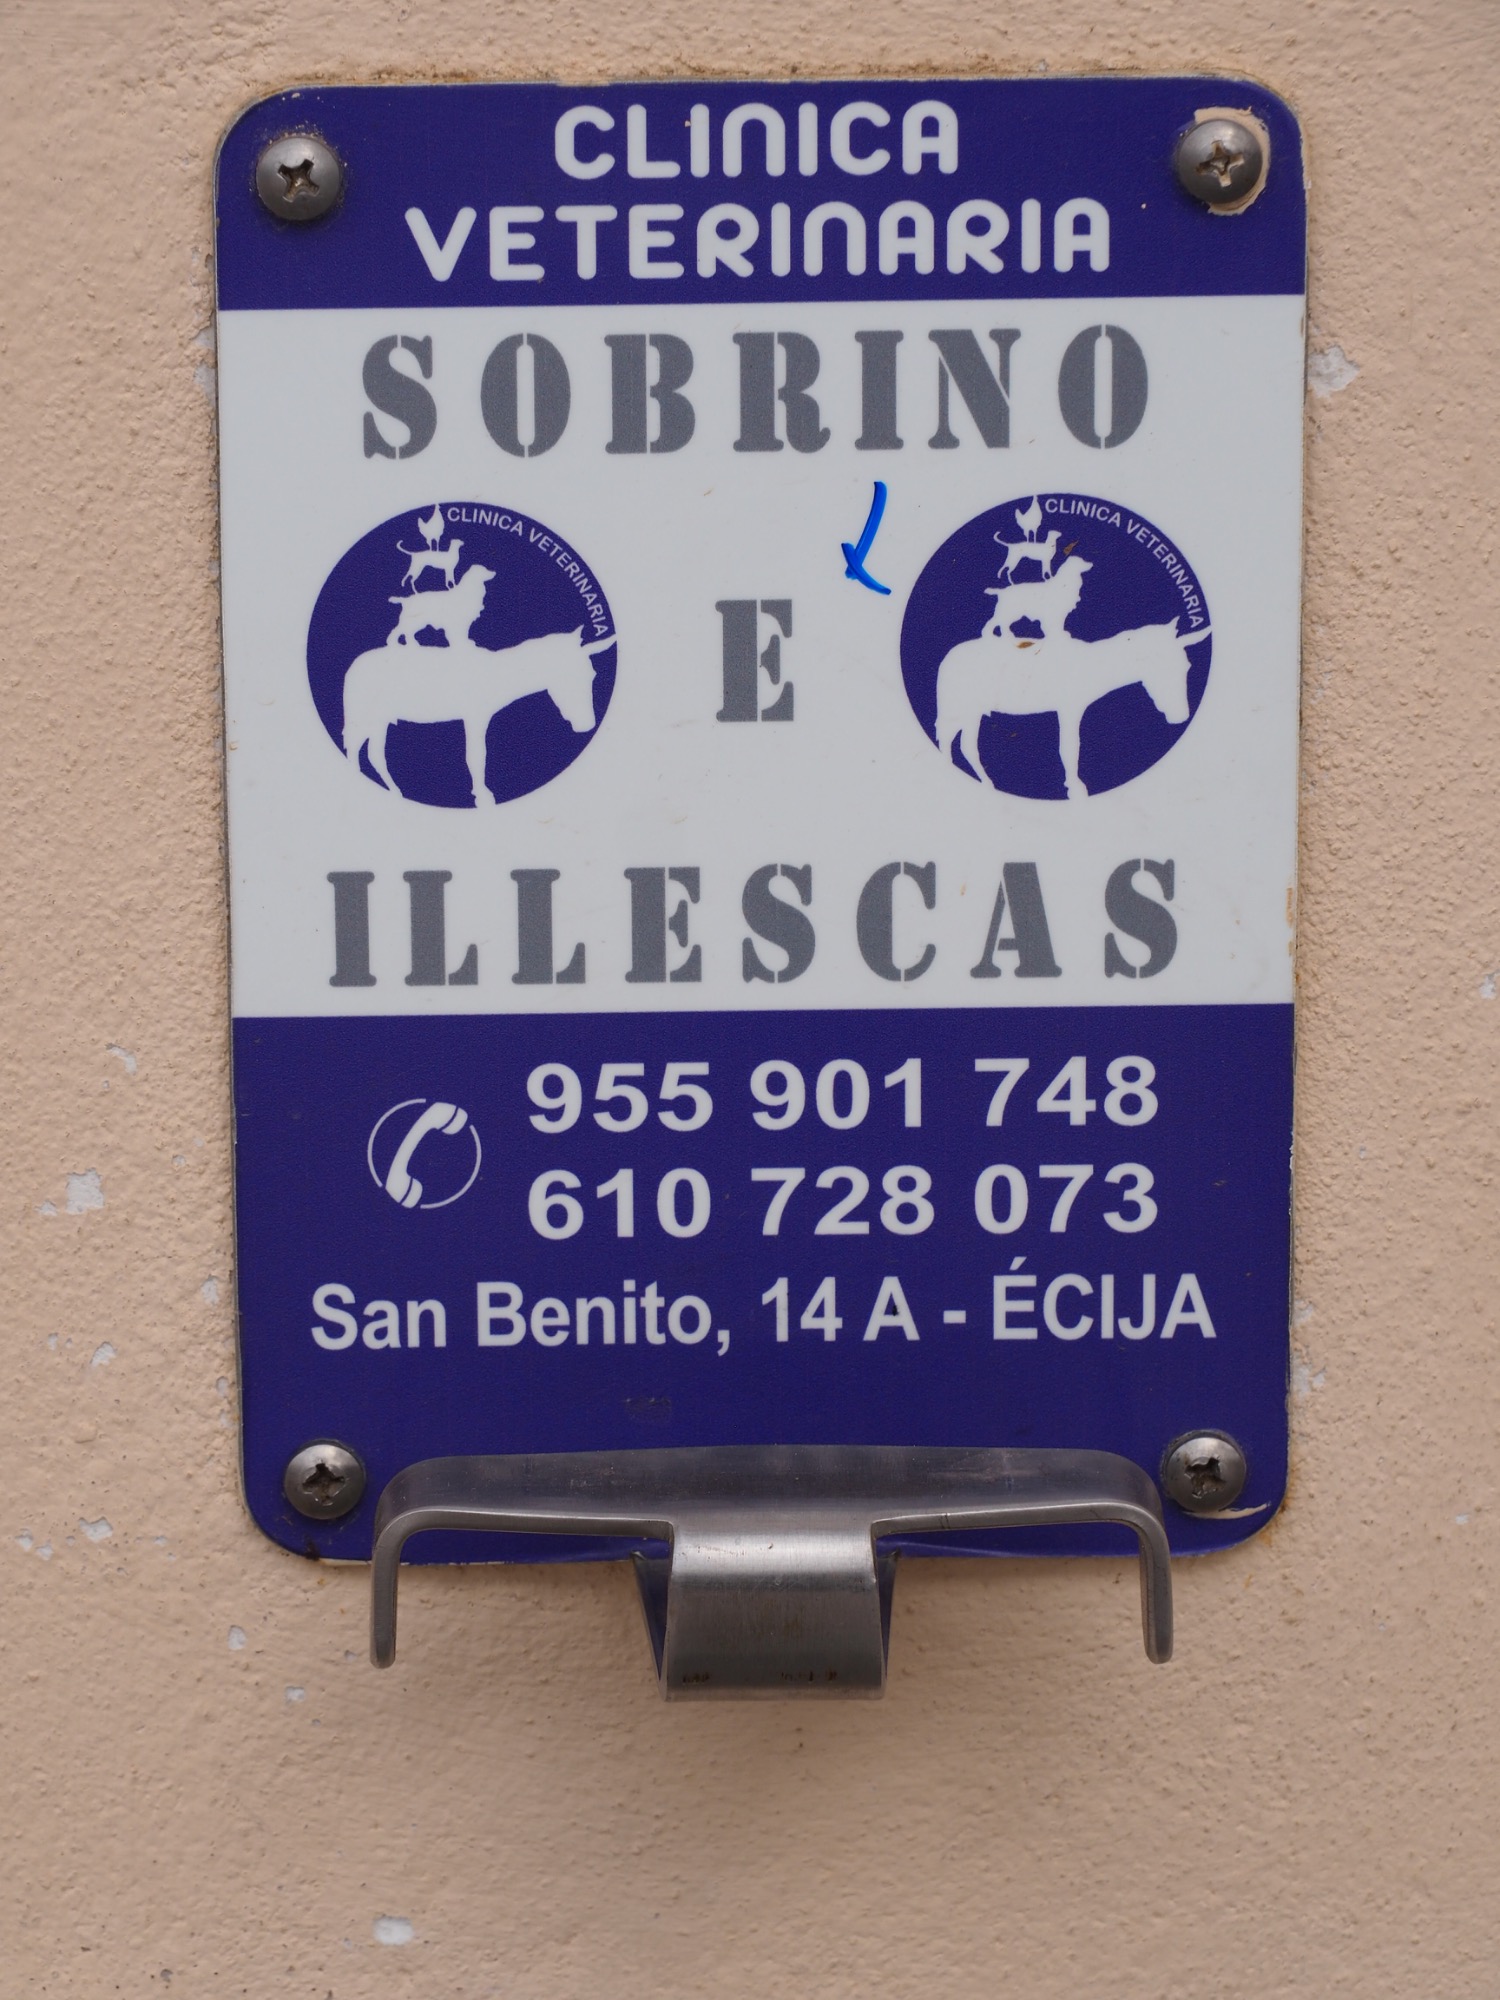 CLINICA
VETERINARIA
SOBRINO
CLINICA VETERINARIA
E
CLINICA VETERINARIA
ILLESCAS
955 901 748
610 728 073
San Benito, 14 A - ÉCIJA